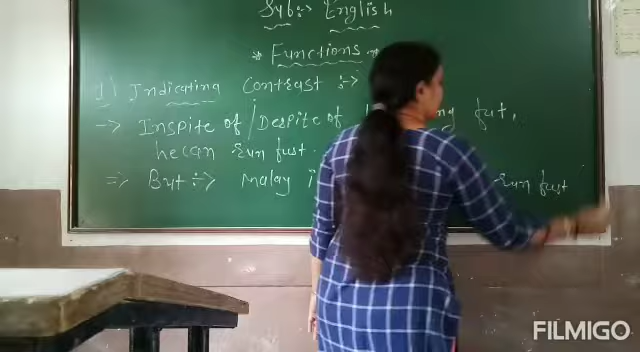 Sub:- English
* Functions *
1) Indicating Contrast :->
-> Inspite of / Despite of fat,
he can run fast.
=> But :-> Malay run fast
FILMIGO